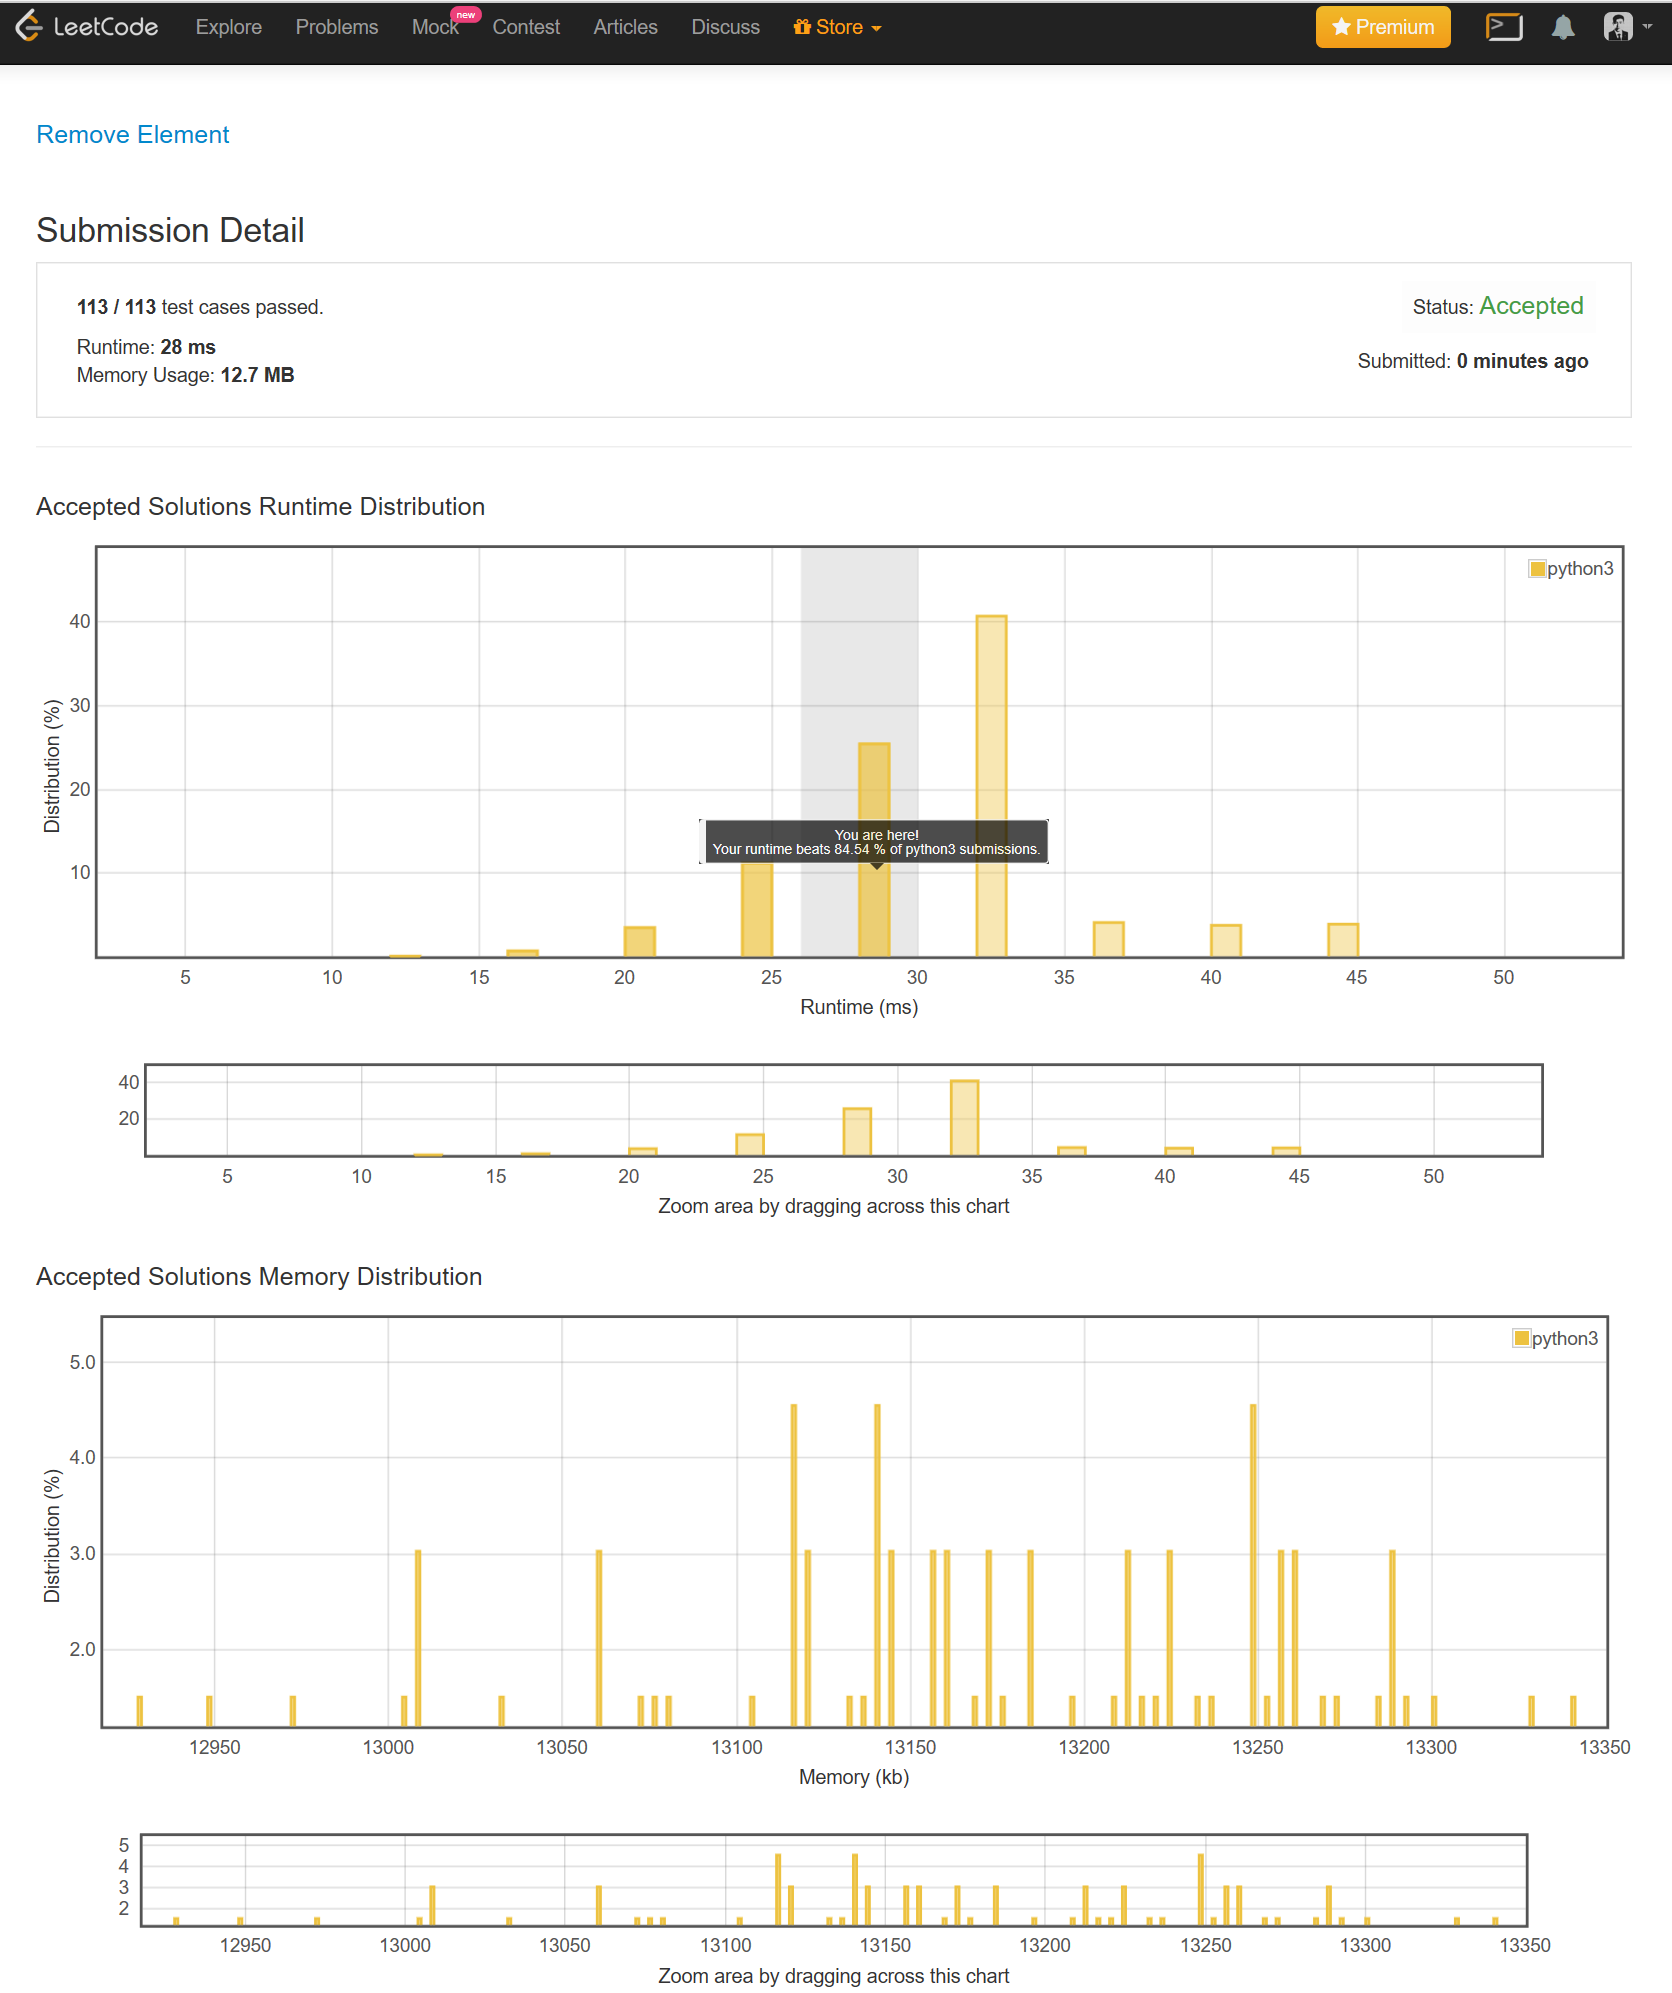 LeetCode Explore Problems Mock new Contest Articles Discuss Store Premium
Remove Element
Submission Detail
113 / 113 test cases passed.
Status: Accepted
Runtime: 28 ms
Submitted: 0 minutes ago
Memory Usage: 12.7 MB
Accepted Solutions Runtime Distribution
python3
40
30
20
10
Distribution (%)
You are here!
Your runtime beats 84.54 % of python3 submissions.
5 10 15 20 25 30 35 40 45 50
Runtime (ms)
40
20
5 10 15 20 25 30 35 40 45 50
Zoom area by dragging across this chart
Accepted Solutions Memory Distribution
python3
5.0
4.0
3.0
2.0
Distribution (%)
12950 13000 13050 13100 13150 13200 13250 13300 13350
Memory (kb)
5
4
3
2
12950 13000 13050 13100 13150 13200 13250 13300 13350
Zoom area by dragging across this chart